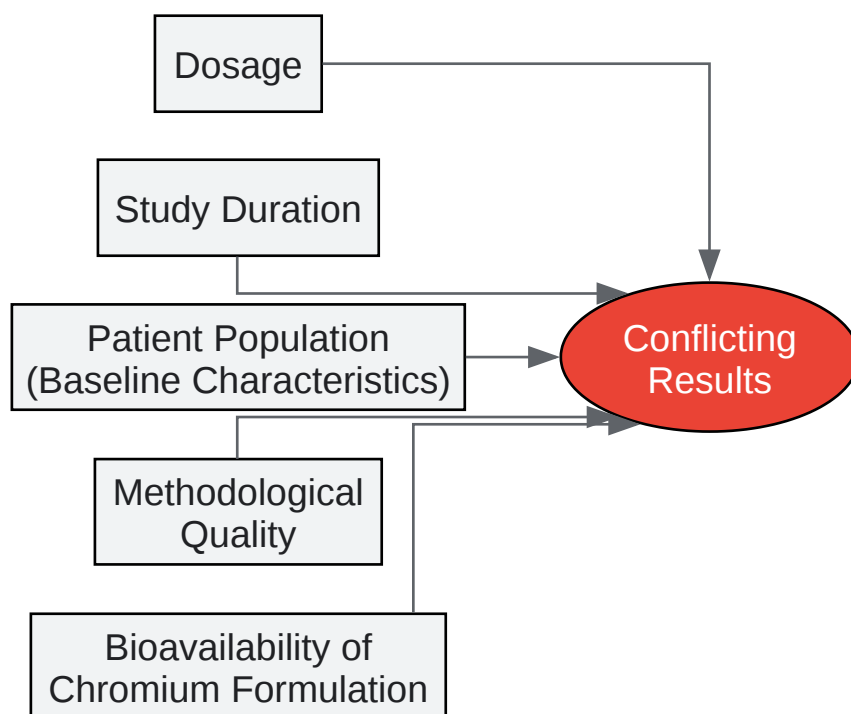 Dosage
Study Duration
Patient Population
(Baseline Characteristics)
Conflicting
Results
Methodological
Quality
Bioavailability of
Chromium Formulation